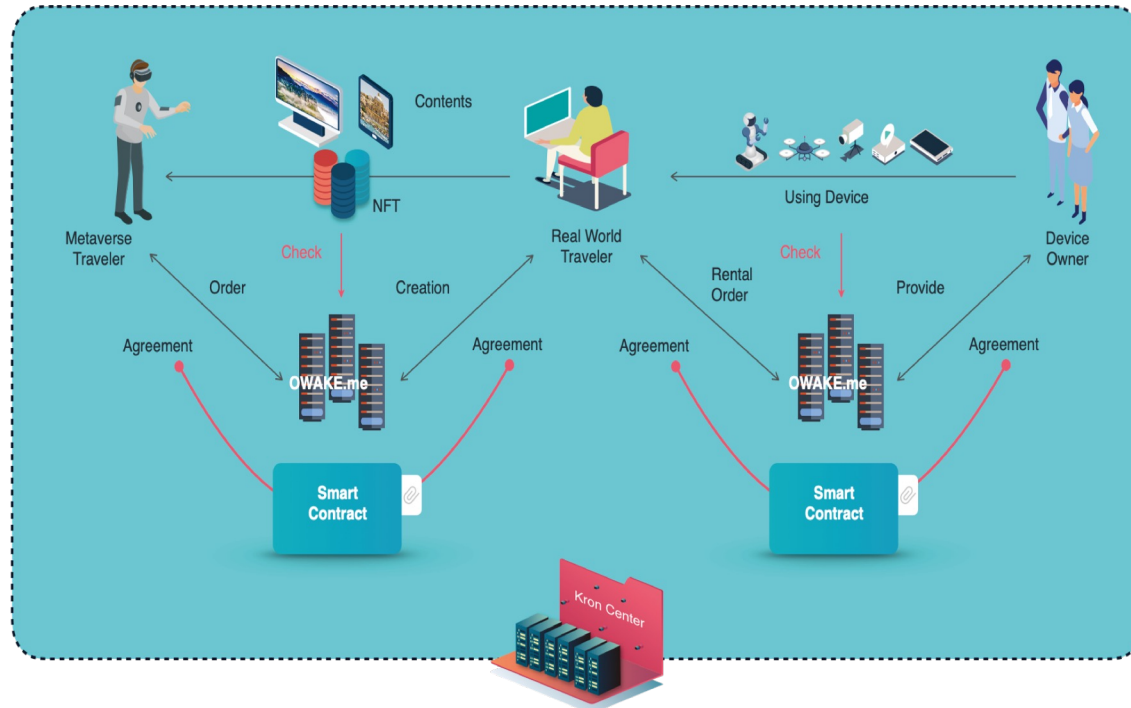 Contents
NFT
Using Device
Metaverse
Traveler
Real World
Traveler
Device
Owner
Check
Check
Order
Creation
Rental
Order
Provide
Agreement
Agreement
Agreement
Agreement
OWAKE.me
OWAKE.me
Smart
Contract
Smart
Contract
Kron Center